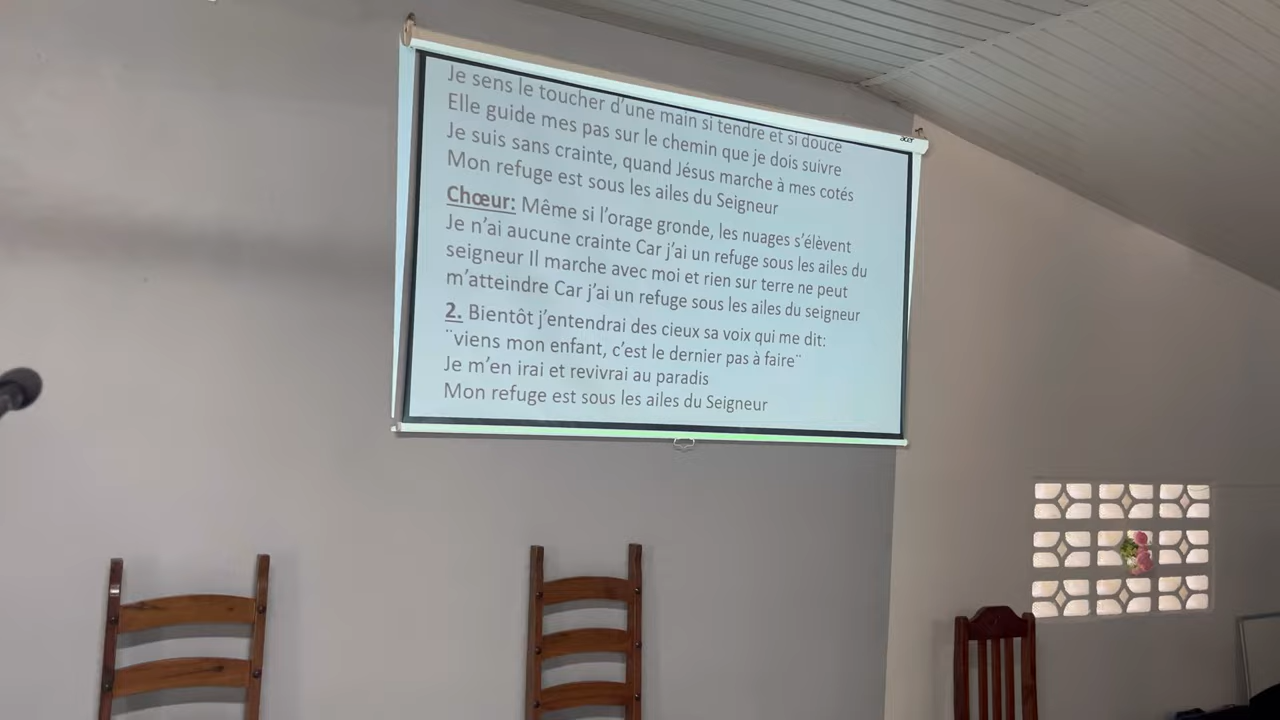 acer
Je sens le toucher d'une main si tendre et si douce
Elle guide mes pas sur le chemin que je dois suivre
Je suis sans crainte, quand Jésus marche à mes cotés
Mon refuge est sous les ailes du Seigneur
Chœur: Même si l'orage gronde, les nuages s'élèvent
Je n'ai aucune crainte Car j'ai un refuge sous les ailes du
seigneur Il marche avec moi et rien sur terre ne peut
m'atteindre Car j'ai un refuge sous les ailes du seigneur
2. Bientôt j'entendrai des cieux sa voix qui me dit:
¨viens mon enfant, c'est le dernier pas à faire¨
Je m'en irai et revivrai au paradis
Mon refuge est sous les ailes du Seigneur